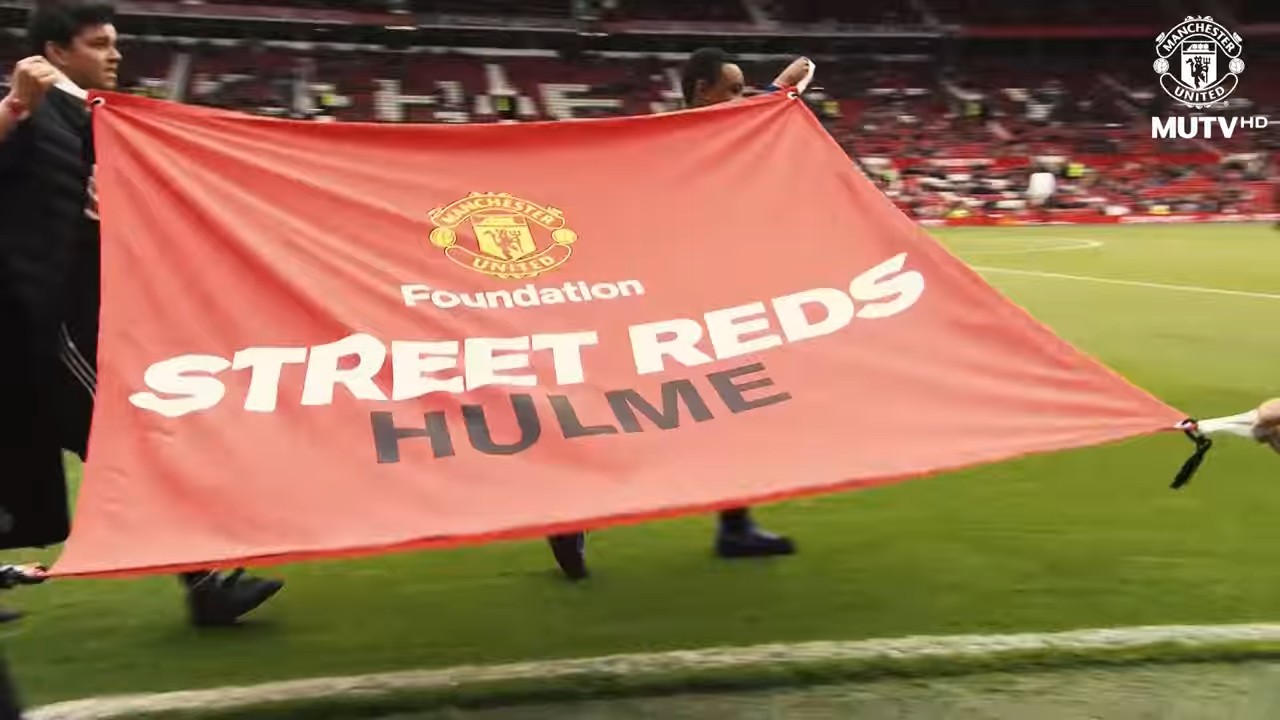 MANCHESTER
UNITED
MUTV HD
MANCHESTER
UNITED
Foundation
STREET REDS
HULME